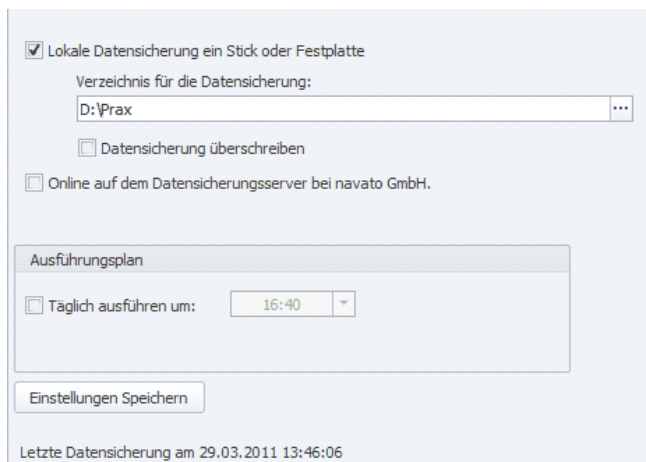 Lokale Datensicherung ein Stick oder Festplatte
Verzeichnis für die Datensicherung:
D:\Prax
...
Datensicherung überschreiben
Online auf dem Datensicherungsserver bei navato GmbH.
Ausführungsplan
Täglich ausführen um:
16:40
Einstellungen Speichern
Letzte Datensicherung am 29.03.2011 13:46:06